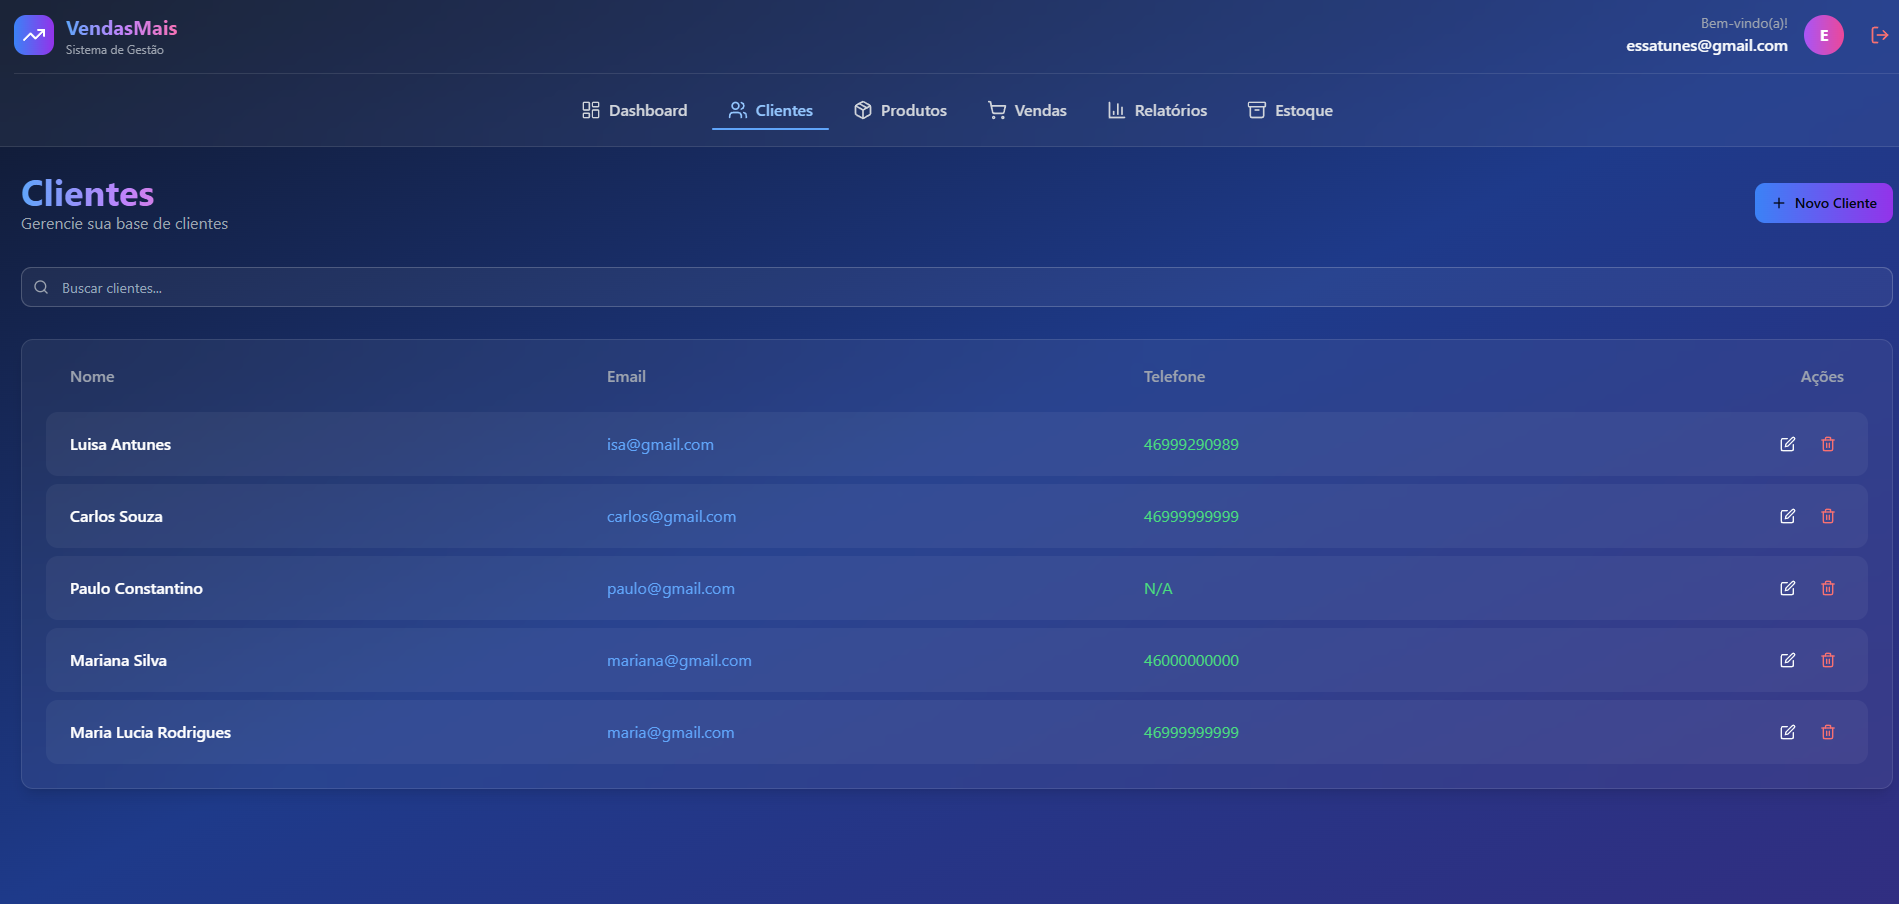 VendasMais
Sistema de Gestão
Bem-vindo(a)!
essatunes@gmail.com
E
Dashboard
Clientes
Produtos
Vendas
Relatórios
Estoque
Clientes
Gerencie sua base de clientes
Novo Cliente
Buscar clientes...
Nome Email Telefone Ações
Luisa Antunes isa@gmail.com 46999290989
Carlos Souza carlos@gmail.com 46999999999
Paulo Constantino paulo@gmail.com N/A
Mariana Silva mariana@gmail.com 46000000000
Maria Lucia Rodrigues maria@gmail.com 46999999999